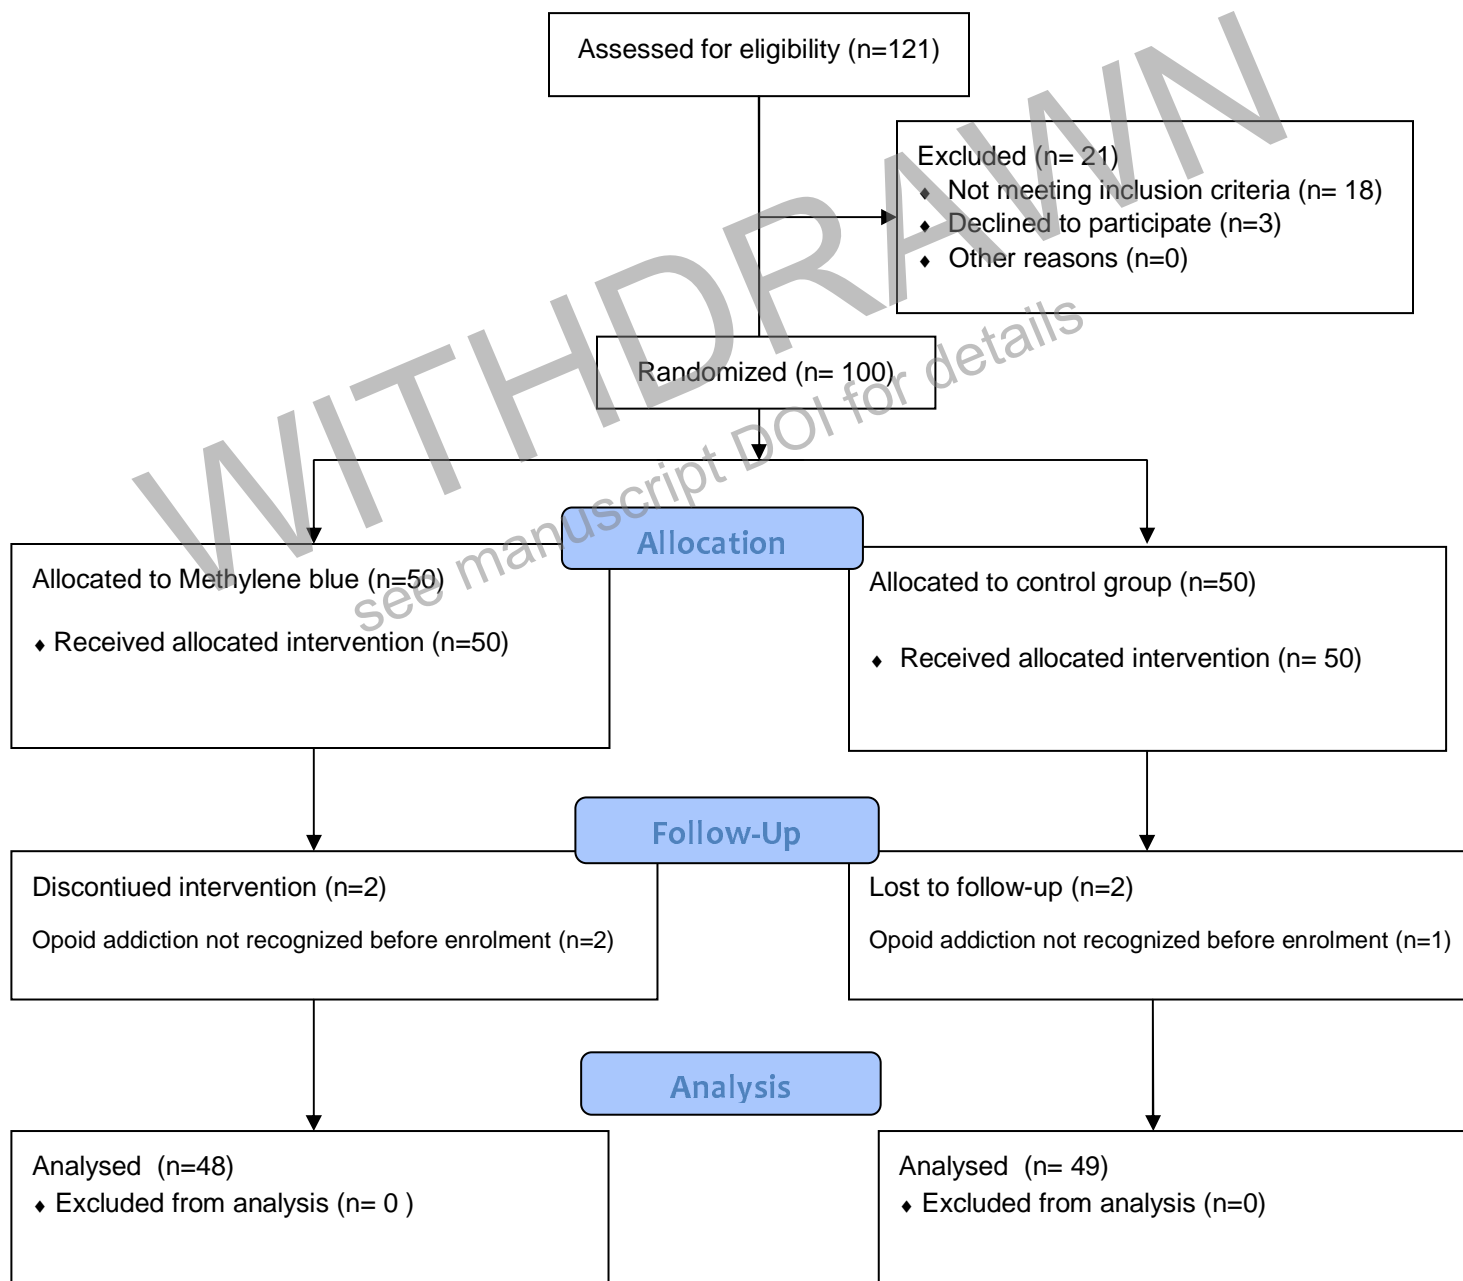 Assessed for eligibility (n=121)
Excluded (n= 21)
♦ Not meeting inclusion criteria (n= 18)
♦ Declined to participate (n=3)
♦ Other reasons (n=0)
Randomized (n= 100)
WITHDRAWN
see manuscript DOI for details
Allocation
Allocated to Methylene blue (n=50)
♦ Received allocated intervention (n=50)
Allocated to control group (n=50)
♦ Received allocated intervention (n= 50)
Follow-Up
Discontiued intervention (n=2)
Opoid addiction not recognized before enrolment (n=2)
Lost to follow-up (n=2)
Opoid addiction not recognized before enrolment (n=1)
Analysis
Analysed (n=48)
♦ Excluded from analysis (n= 0 )
Analysed (n= 49)
♦ Excluded from analysis (n=0)